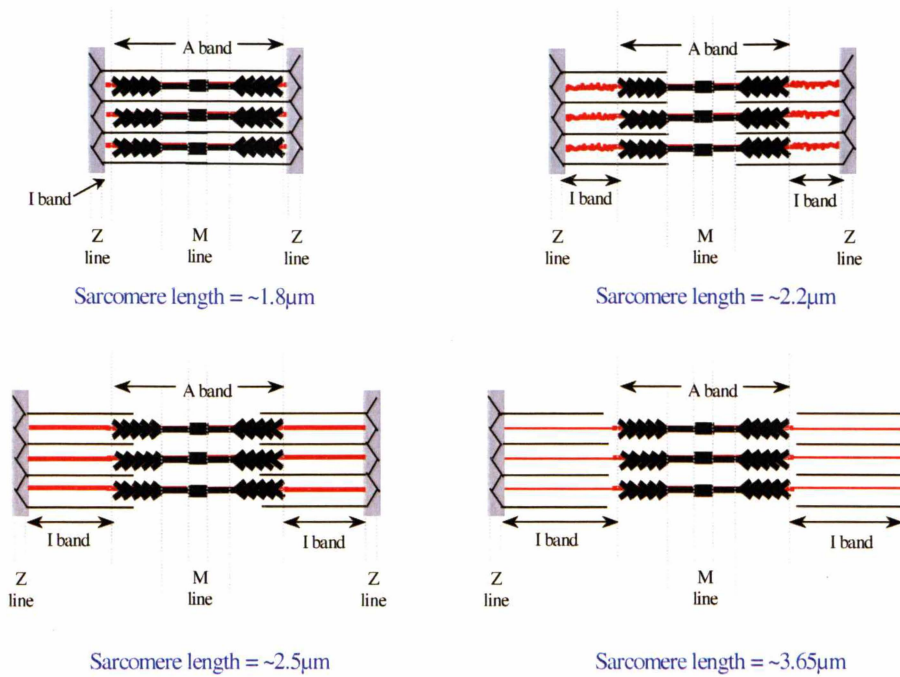 A band
I band
Z line
M line
Z line
Sarcomere length = ~1.8µm
A band
I band
I band
Z line
M line
Z line
Sarcomere length = ~2.2µm
A band
I band
I band
Z line
M line
Z line
Sarcomere length = ~2.5µm
A band
I band
I band
Z line
M line
Sarcomere length = ~3.65µm